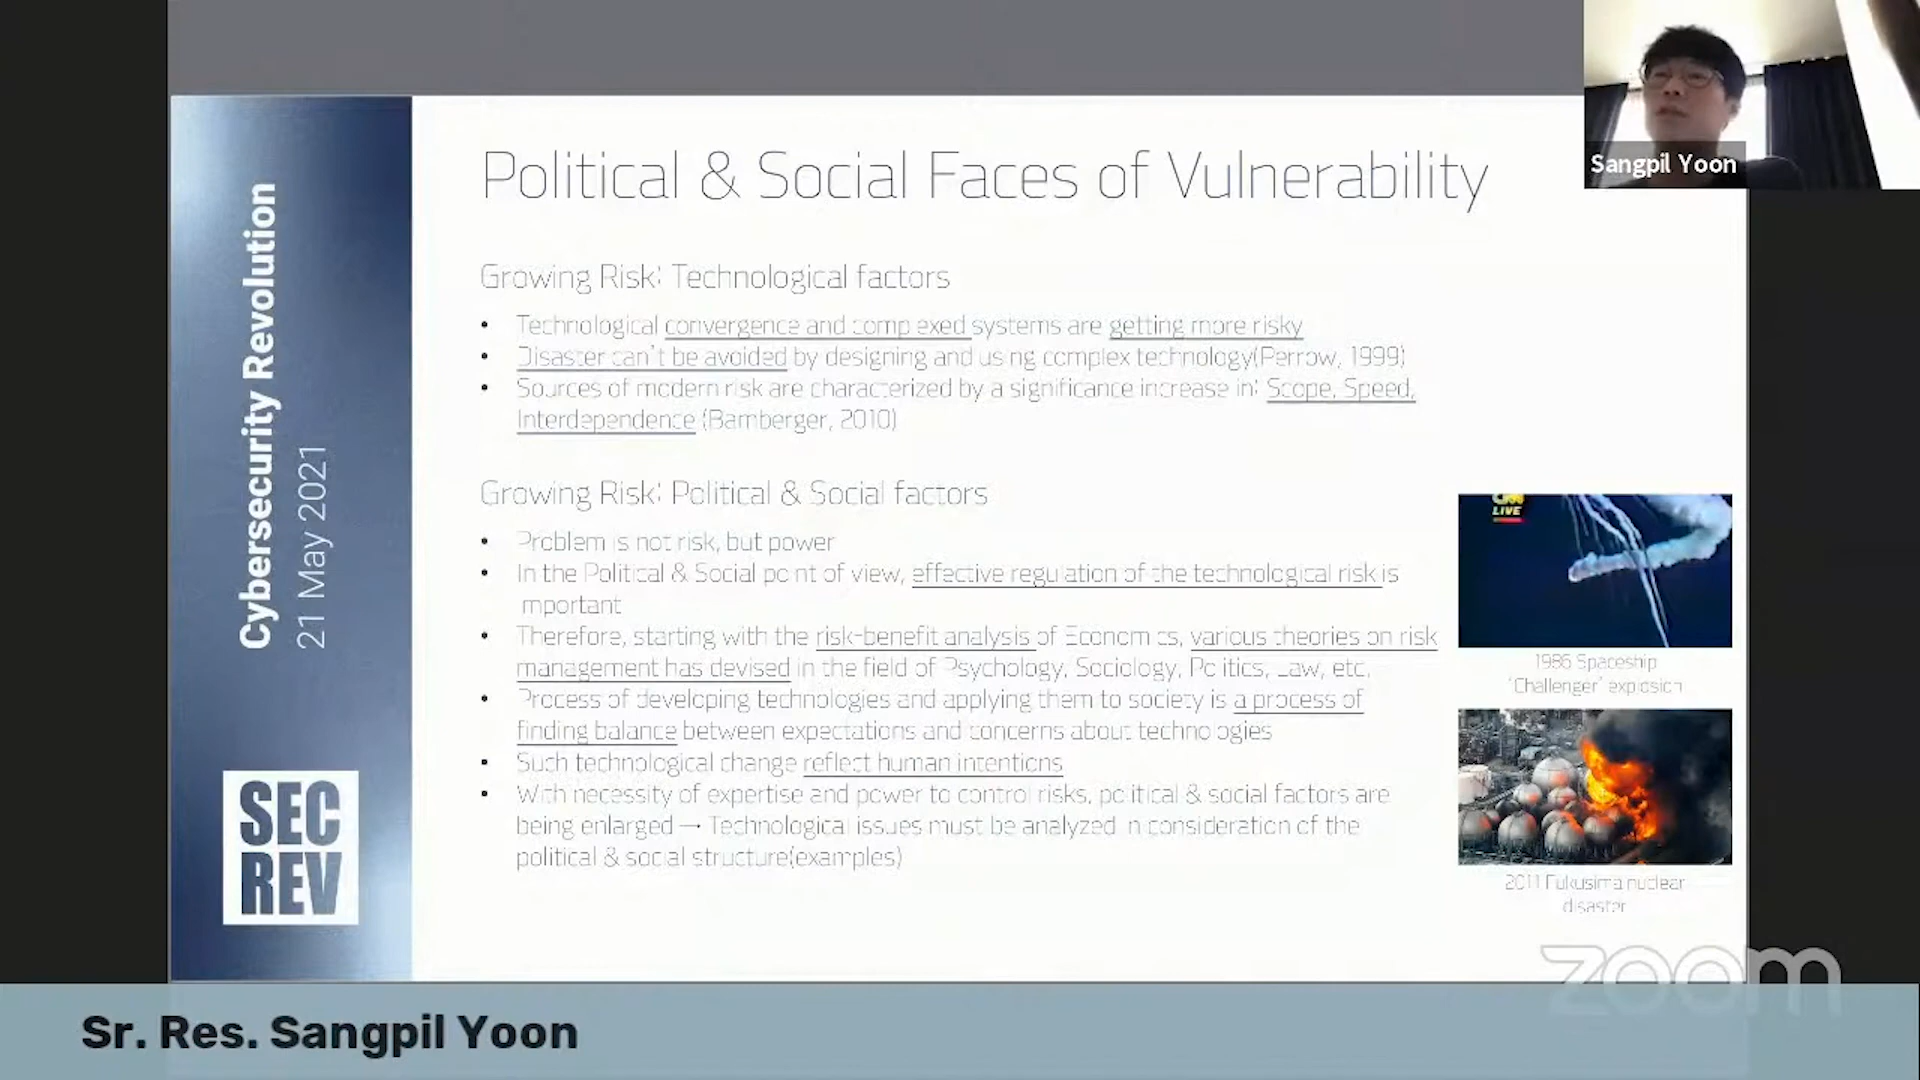 Sangpil Yoon
Political & Social Faces of Vulnerability
Growing Risk: Technological factors
• Technological convergence and complexed systems are getting more risky
• Disaster can't be avoided by designing and using complex technology(Perrow, 1999)
• Sources of modern risk are characterized by a significance increase in: Scope, Speed,
Interdependence (Bamberger, 2010)
Growing Risk: Political & Social factors
• Problem is not risk, but power
• In the Political & Social point of view, effective regulation of the technological risk is
important
• Therefore, starting with the risk-benefit analysis of Economics, various theories on risk
management has devised in the field of Psychology, Sociology, Politics, Law, etc.
• Process of developing technologies and applying them to society is a process of
finding balance between expectations and concerns about technologies
• Such technological change reflect human intentions
• With necessity of expertise and power to control risks, political & social factors are
being enlarged → Technological issues must be analyzed in consideration of the
political & social structure(examples)
CNN
LIVE
1986 Spaceship
'Challenger' explosion
2011 Fukusima nuclear
disaster
Cybersecurity Revolution
21 May 2021
SEC
REV
zoom
Sr. Res. Sangpil Yoon